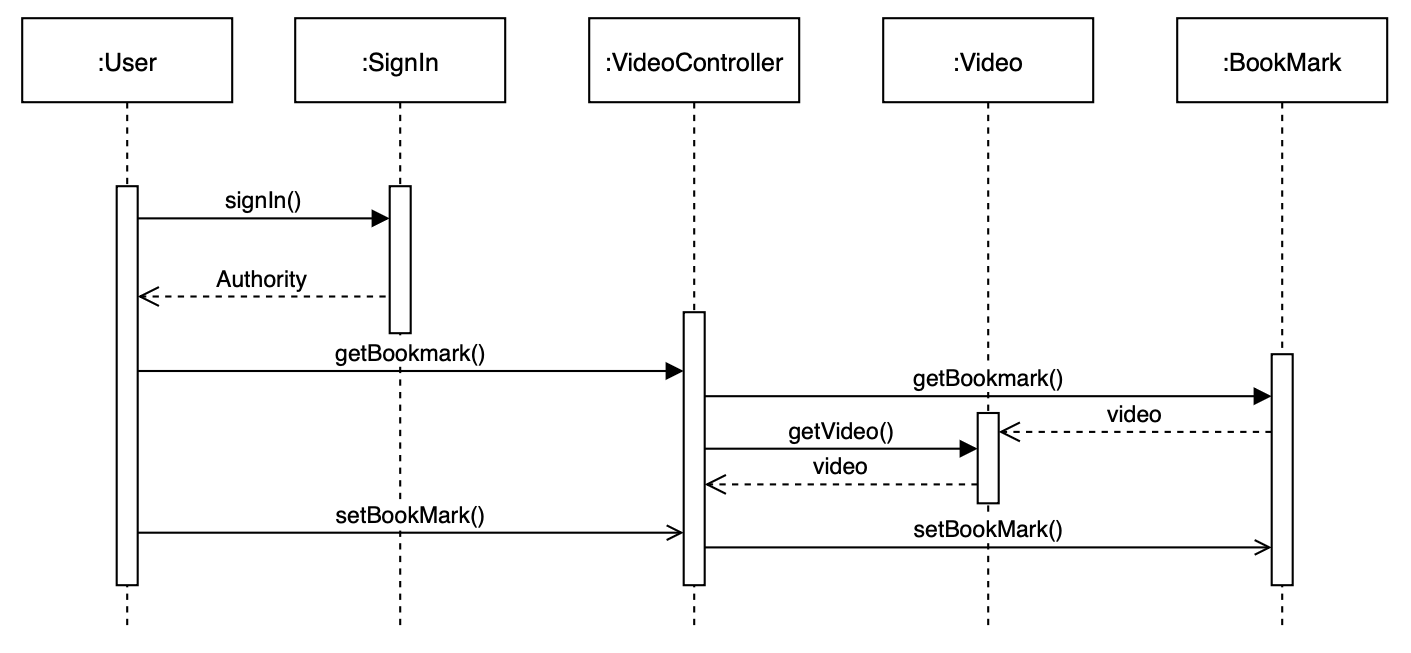 :User
:SignIn
:VideoController
:Video
:BookMark
signIn()
Authority
getBookmark()
getBookmark()
video
getVideo()
video
setBookMark()
setBookMark()